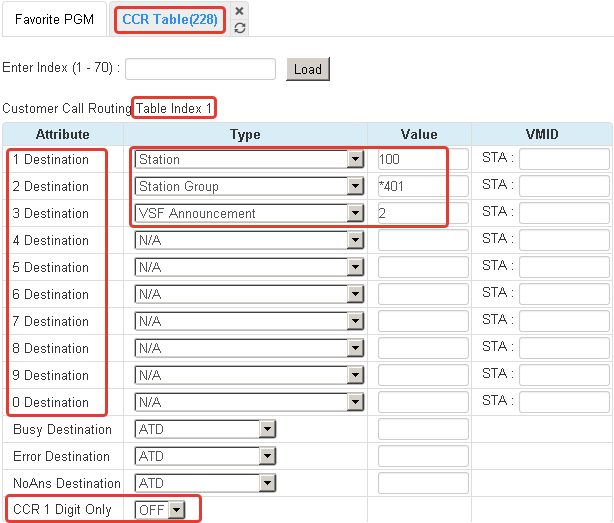 Favorite PGM CCR Table(228)
Enter Index (1 - 70) : Load
Customer Call Routing Table Index 1
Attribute Type Value VMID
1 Destination Station 100 STA :
2 Destination Station Group *401 STA :
3 Destination VSF Announcement 2 STA :
4 Destination N/A STA :
5 Destination N/A STA :
6 Destination N/A STA :
7 Destination N/A STA :
8 Destination N/A STA :
9 Destination N/A STA :
0 Destination N/A STA :
Busy Destination ATD
Error Destination ATD
NoAns Destination ATD
CCR 1 Digit Only OFF